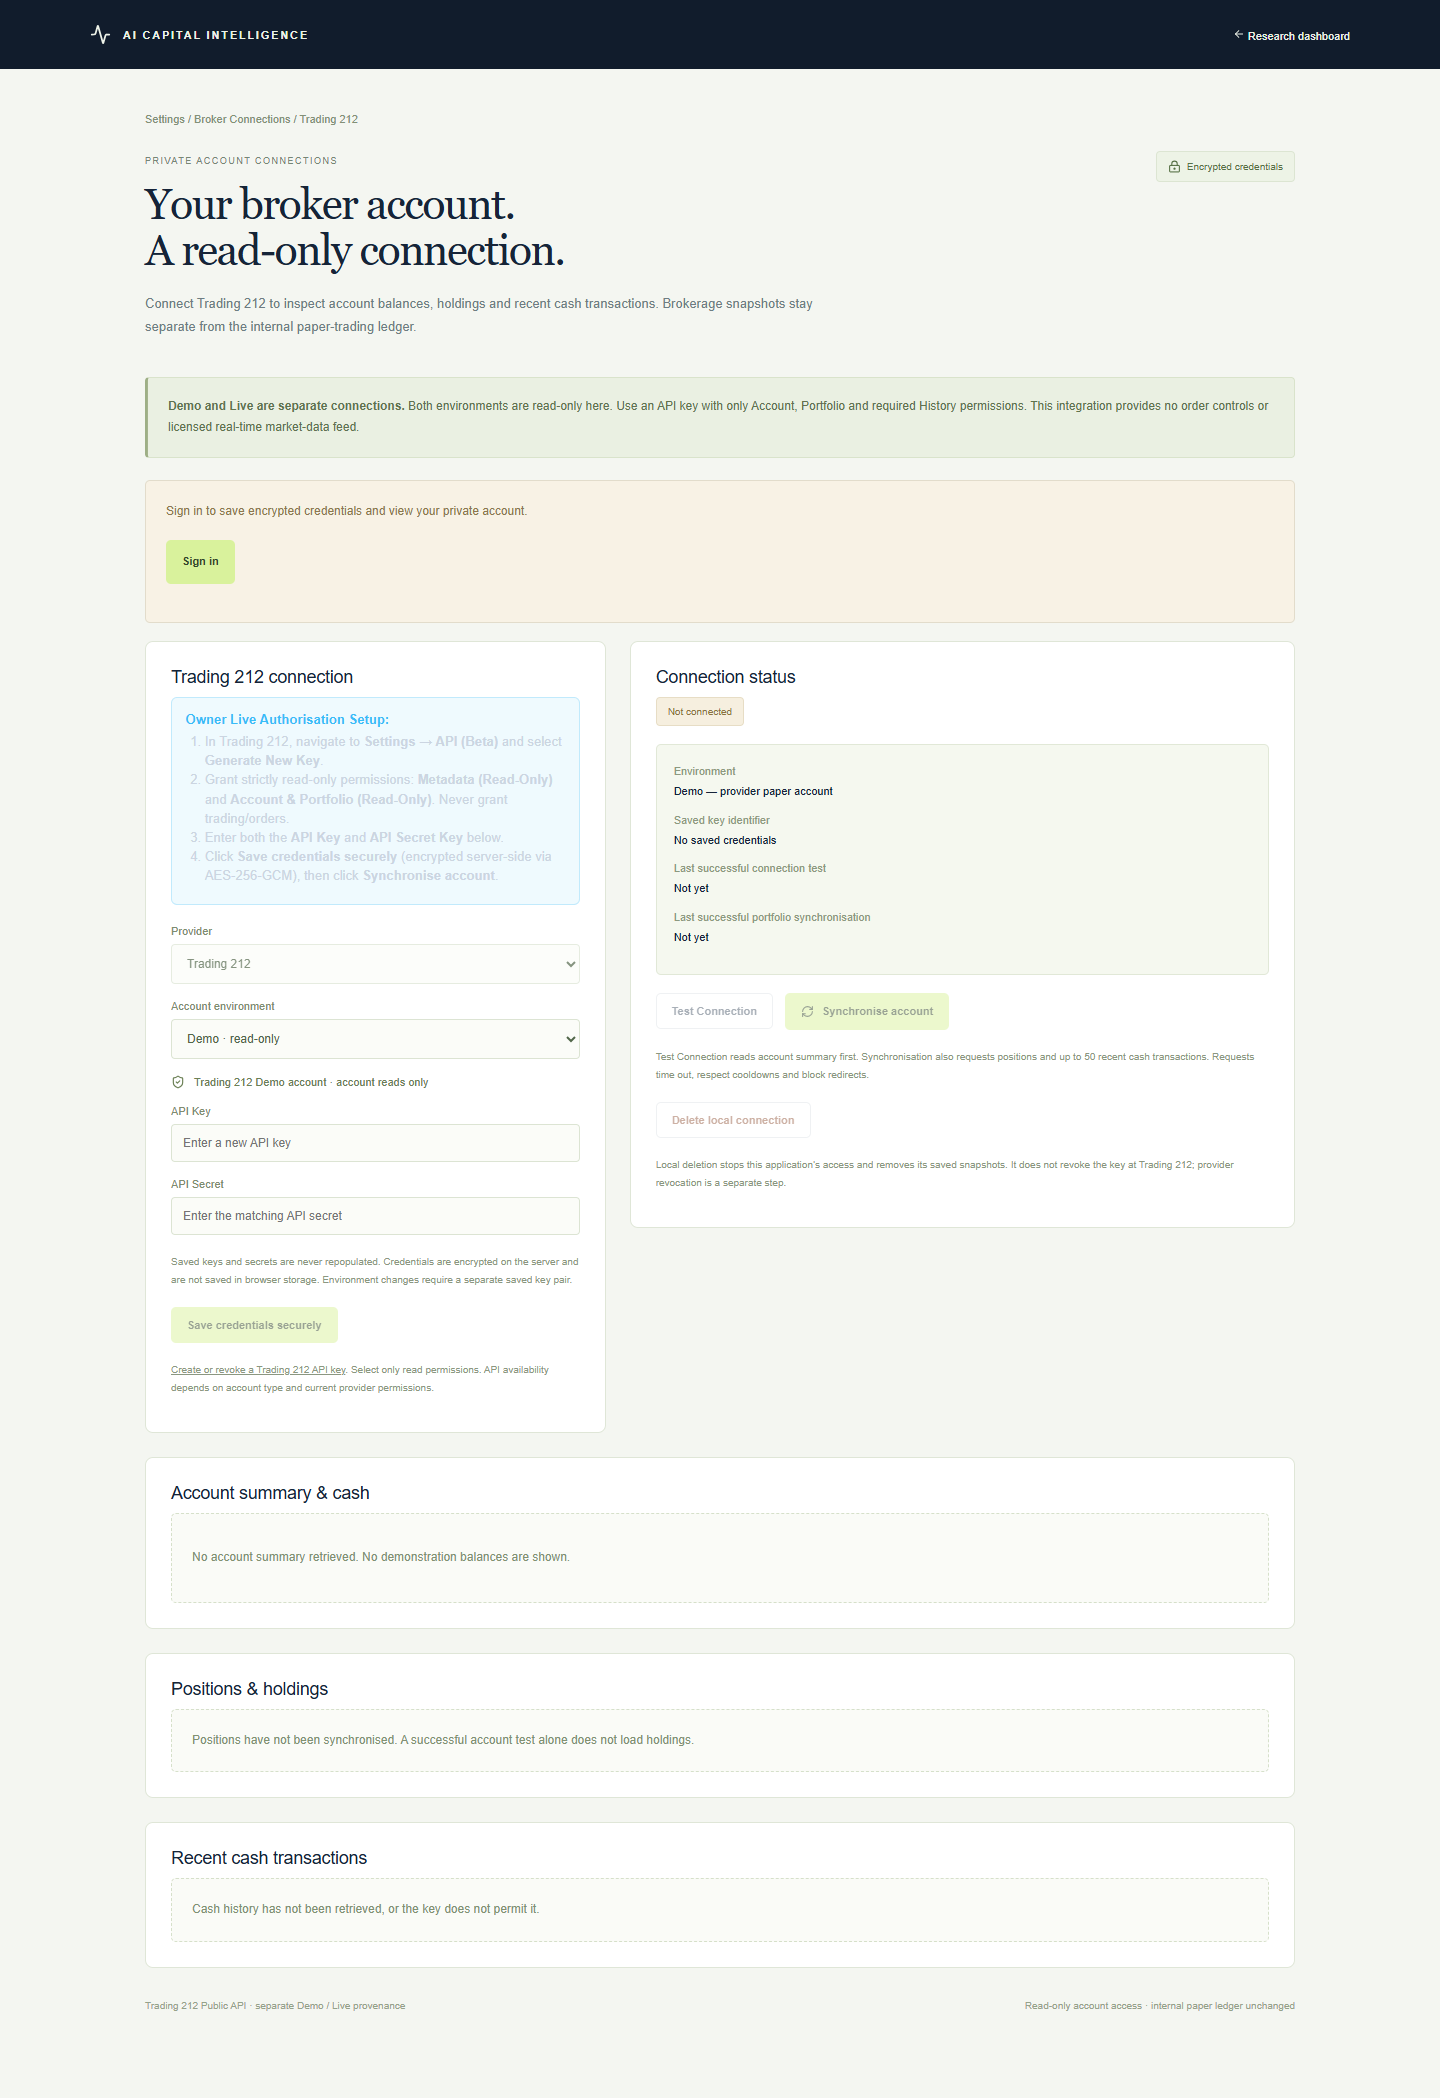 AI CAPITAL INTELLIGENCE
← Research dashboard
Settings / Broker Connections / Trading 212
PRIVATE ACCOUNT CONNECTIONS
Encrypted credentials
Your broker account.
A read-only connection.
Connect Trading 212 to inspect account balances, holdings and recent cash transactions. Brokerage snapshots stay
separate from the internal paper-trading ledger.
Demo and Live are separate connections. Both environments are read-only here. Use an API key with only Account, Portfolio and required History permissions. This integration provides no order controls or
licensed real-time market-data feed.
Sign in to save encrypted credentials and view your private account.
Sign in
Trading 212 connection
Owner Live Authorisation Setup:
1. In Trading 212, navigate to Settings → API (Beta) and select
Generate New Key.
2. Grant strictly read-only permissions: Metadata (Read-Only)
and Account & Portfolio (Read-Only). Never grant
trading/orders.
3. Enter both the API Key and API Secret Key below.
4. Click Save credentials securely (encrypted server-side via
AES-256-GCM), then click Synchronise account.
Provider
Trading 212
Account environment
Demo · read-only
Trading 212 Demo account · account reads only
API Key
Enter a new API key
API Secret
Enter the matching API secret
Saved keys and secrets are never repopulated. Credentials are encrypted on the server and
are not saved in browser storage. Environment changes require a separate saved key pair.
Save credentials securely
Create or revoke a Trading 212 API key. Select only read permissions. API availability
depends on account type and current provider permissions.
Connection status
Not connected
Environment
Demo — provider paper account
Saved key identifier
No saved credentials
Last successful connection test
Not yet
Last successful portfolio synchronisation
Not yet
Test Connection
Synchronise account
Test Connection reads account summary first. Synchronisation also requests positions and up to 50 recent cash transactions. Requests
time out, respect cooldowns and block redirects.
Delete local connection
Local deletion stops this application's access and removes its saved snapshots. It does not revoke the key at Trading 212; provider
revocation is a separate step.
Account summary & cash
No account summary retrieved. No demonstration balances are shown.
Positions & holdings
Positions have not been synchronised. A successful account test alone does not load holdings.
Recent cash transactions
Cash history has not been retrieved, or the key does not permit it.
Trading 212 Public API · separate Demo / Live provenance
Read-only account access · internal paper ledger unchanged